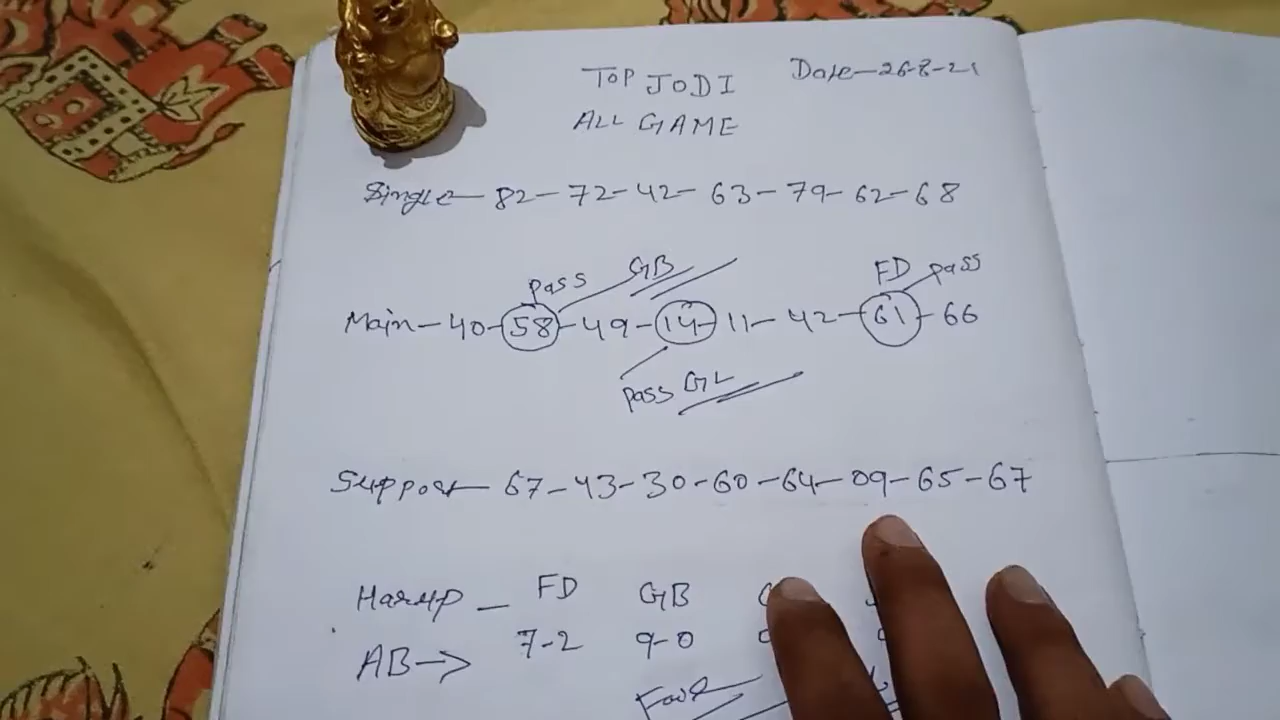 TOP JODI Date-26-8-21
ALL GAME
Single-82-72-42-63-79-62-68
pass GB FD pass
Main-40-58-49-14-11-42-61-66
pass GL
Support-67-43-30-60-64-09-65-67
Harup - FD GB
AB-> 7-2 9-0